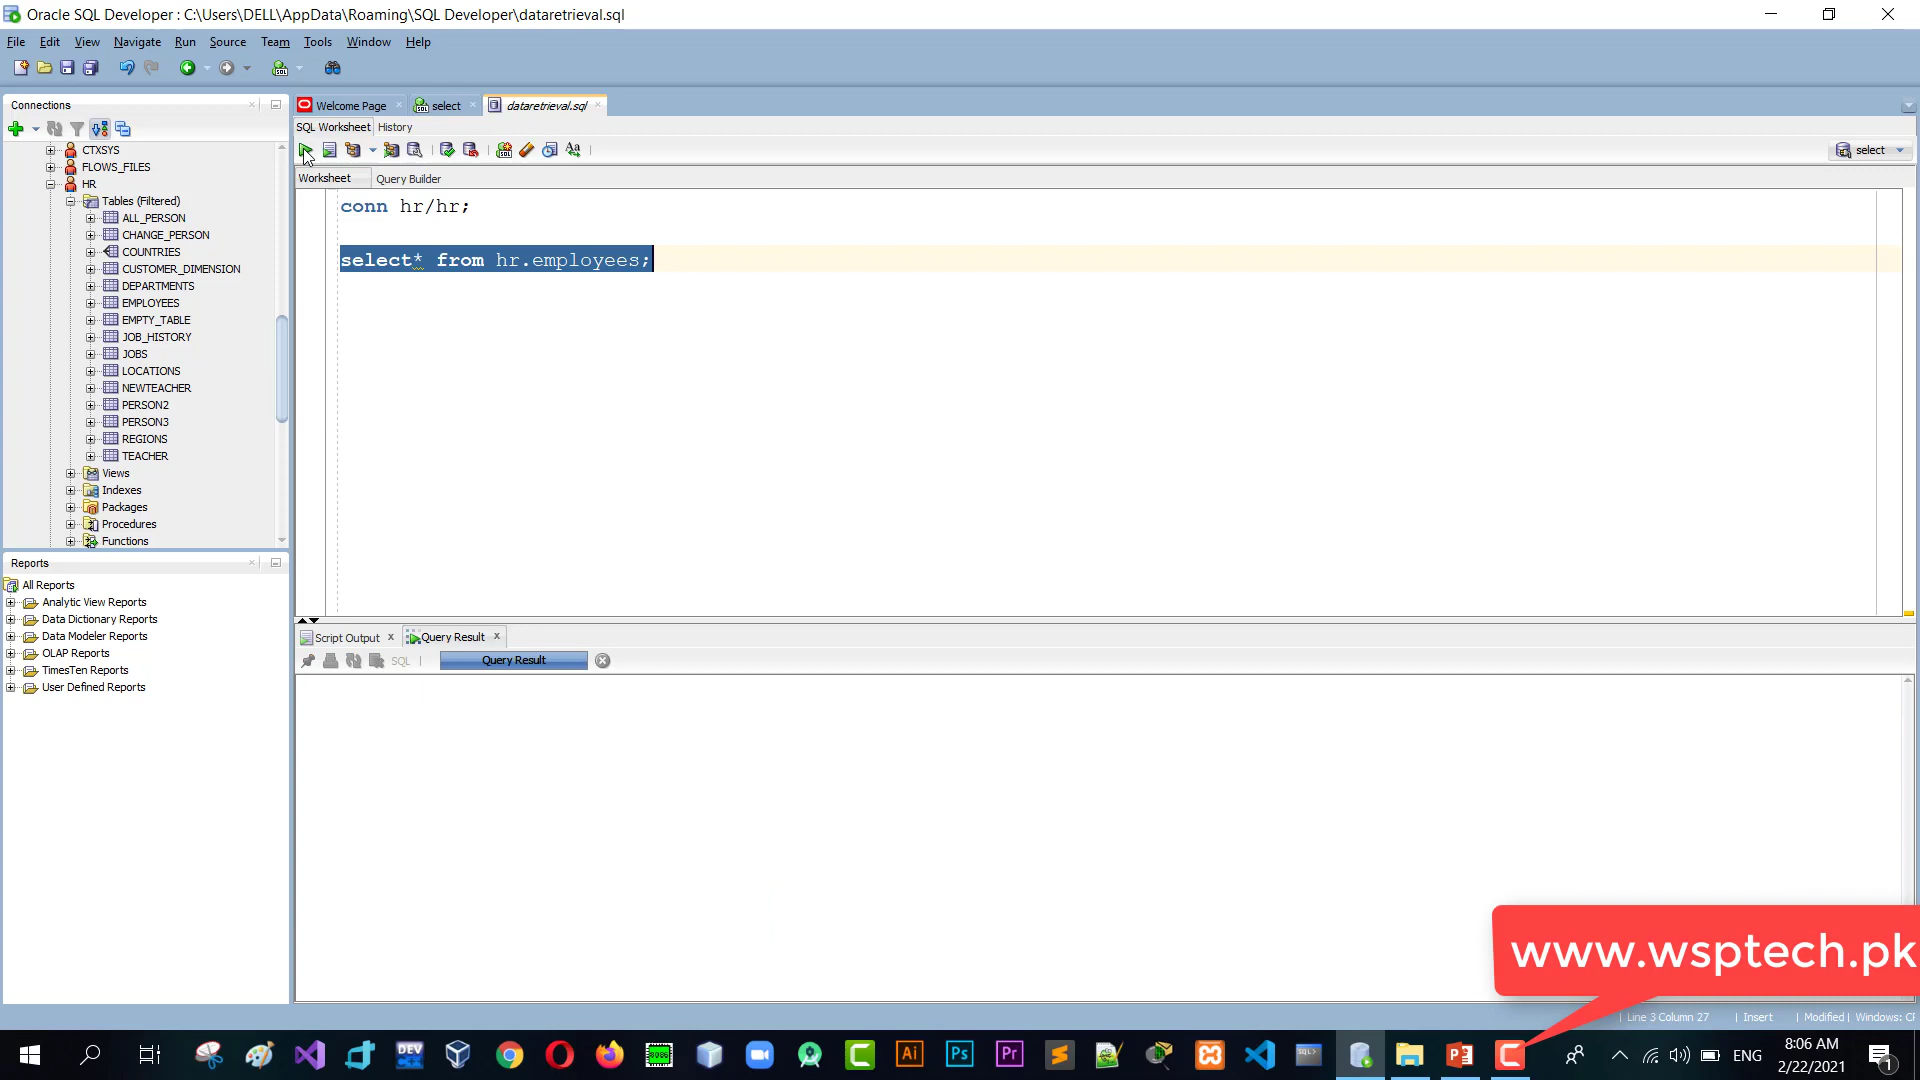 Oracle SQL Developer : C:\Users\DELL\AppData\Roaming\SQL Developer\dataretrieval.sql
File Edit View Navigate Run Source Team Tools Window Help
Connections
CTXSYS
FLOWS_FILES
HR
Tables (Filtered)
ALL_PERSON
CHANGE_PERSON
COUNTRIES
CUSTOMER_DIMENSION
DEPARTMENTS
EMPLOYEES
EMPTY_TABLE
JOB_HISTORY
JOBS
LOCATIONS
NEWTEACHER
PERSON2
PERSON3
REGIONS
TEACHER
Views
Indexes
Packages
Procedures
Functions
Reports
All Reports
Analytic View Reports
Data Dictionary Reports
Data Modeler Reports
OLAP Reports
TimesTen Reports
User Defined Reports
Welcome Page select dataretrieval.sql
SQL Worksheet History
select
Worksheet Query Builder
conn hr/hr;
select* from hr.employees;
Script Output Query Result
SQL Query Result
www.wsptech.pk
Line 3 Column 27 Insert Modified Windows:
ENG
8:06 AM
2/22/2021
1